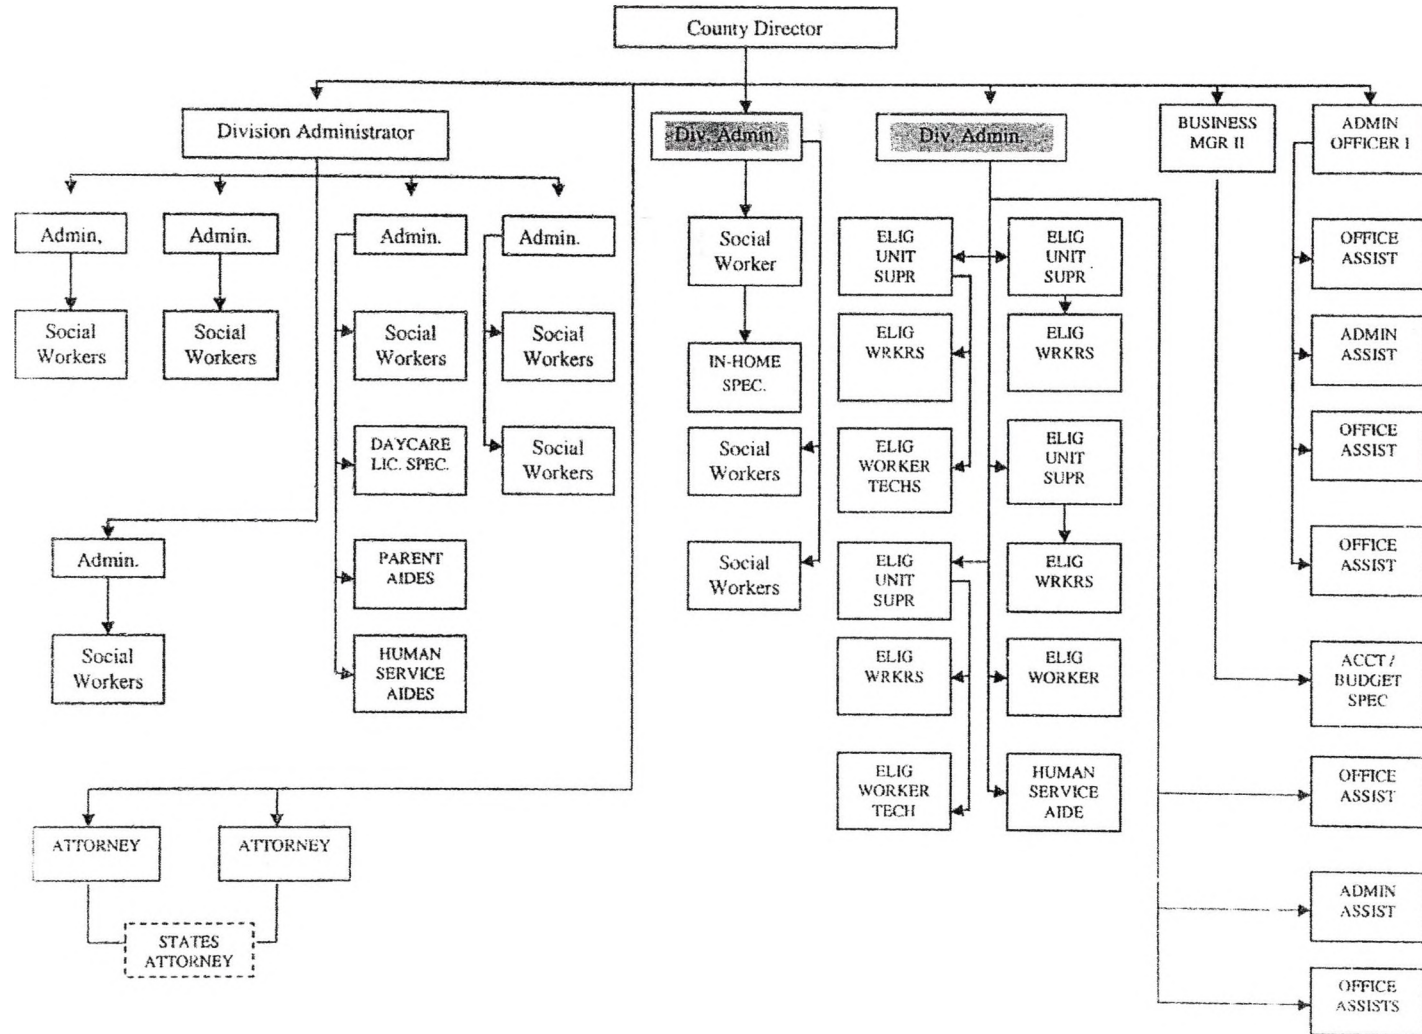 County Director
Division Administrator
Div. Admin.
Div. Admin.
BUSINESS
MGR II
ADMIN
OFFICER I
Admin,
Admin.
Admin.
Admin.
Social
Workers
Social
Workers
Social
Workers
Social
Workers
DAYCARE
LIC. SPEC.
Social
Workers
PARENT
AIDES
HUMAN
SERVICE
AIDES
Admin.
Social
Workers
Social
Worker
IN-HOME
SPEC.
Social
Workers
Social
Workers
ELIG
UNIT
SUPR
ELIG
UNIT
SUPR
ELIG
WRKRS
ELIG
WRKRS
ELIG
WORKER
TECHS
ELIG
UNIT
SUPR
ELIG
UNIT
SUPR
ELIG
WRKRS
ELIG
WRKRS
ELIG
WORKER
ELIG
WORKER
TECH
HUMAN
SERVICE
AIDE
OFFICE
ASSIST
ADMIN
ASSIST
OFFICE
ASSIST
OFFICE
ASSIST
ACCT /
BUDGET
SPEC
OFFICE
ASSIST
ADMIN
ASSIST
OFFICE
ASSISTS
ATTORNEY
ATTORNEY
STATES
ATTORNEY